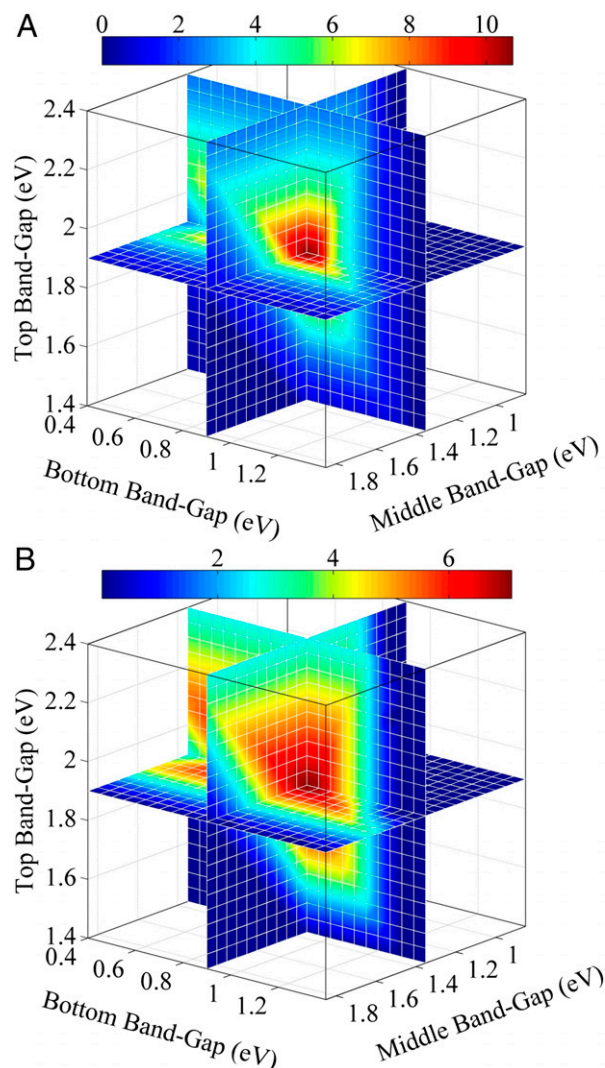 A
0 2 4 6 8 10
2.4
2.2
2
1.8
1.6
1.4
Top Band-Gap (eV)
0.4 0.6 0.8 1 1.2
Bottom Band-Gap (eV)
1.8 1.6 1.4 1.2 1
Middle Band-Gap (eV)
B
2 4 6
2.4
2.2
2
1.8
1.6
1.4
Top Band-Gap (eV)
0.4 0.6 0.8 1 1.2
Bottom Band-Gap (eV)
1.8 1.6 1.4 1.2 1
Middle Band-Gap (eV)